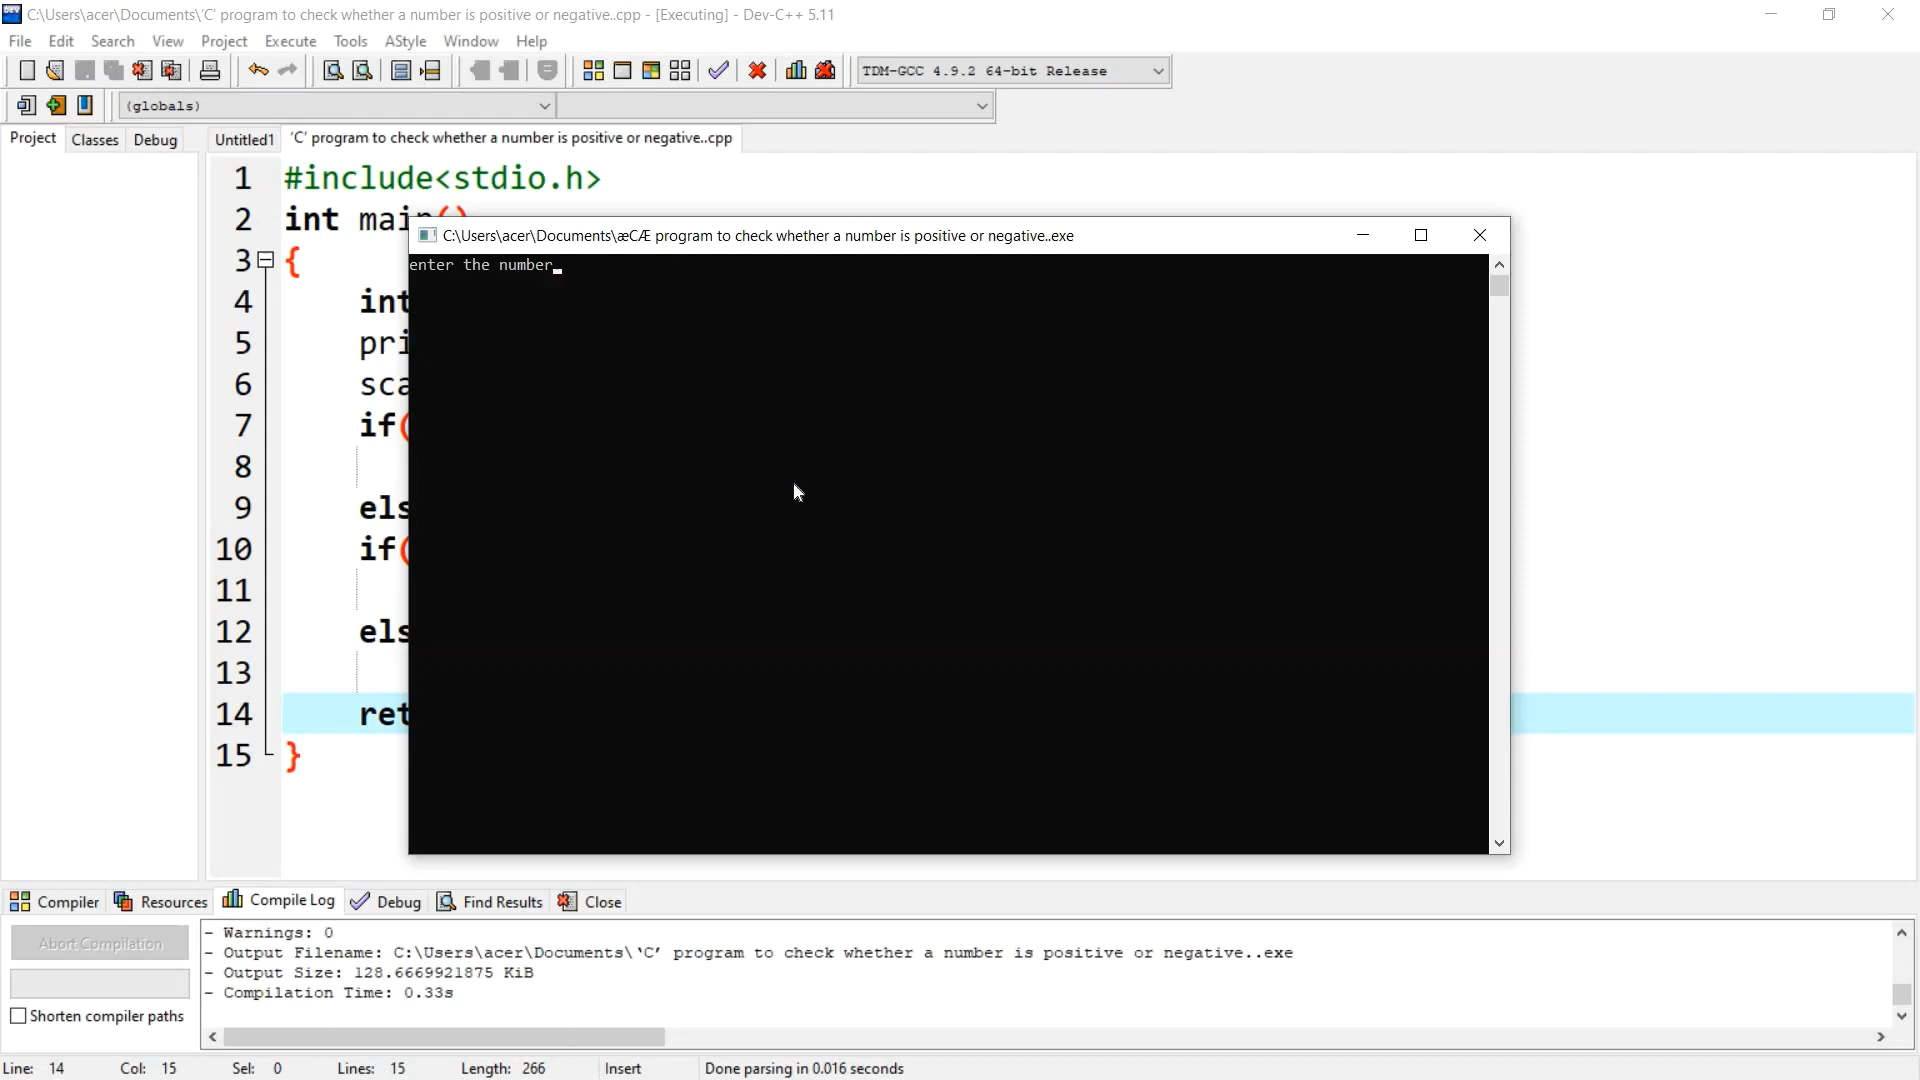 C:\Users\acer\Documents\‘C’ program to check whether a number is positive or negative..cpp - [Executing] - Dev-C++ 5.11
File Edit Search View Project Execute Tools AStyle Window Help
TDM-GCC 4.9.2 64-bit Release
(globals)
Project Classes Debug Untitled1 ‘C’ program to check whether a number is positive or negative..cpp
1 #include<stdio.h>
2 int main()
C:\Users\acer\Documents\æCÆ program to check whether a number is positive or negative..exe
3 {
enter the number
4 int
5 pri
6 sca
7 if(
8
9 els
10 if(
11
12 els
13
14 ret
15 }
Compiler Resources Compile Log Debug Find Results Close
Abort Compilation
Shorten compiler paths
- Warnings: 0
- Output Filename: C:\Users\acer\Documents\‘C’ program to check whether a number is positive or negative..exe
- Output Size: 128.6669921875 KiB
- Compilation Time: 0.33s
Line: 14 Col: 15 Sel: 0 Lines: 15 Length: 266 Insert Done parsing in 0.016 seconds